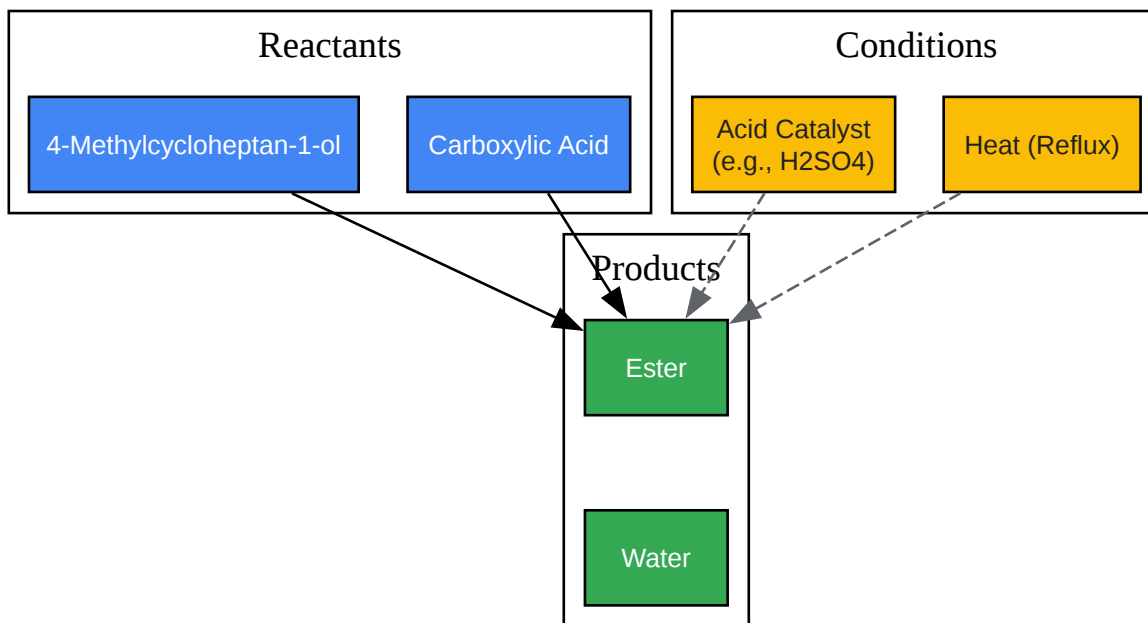 Reactants
4-Methylcycloheptan-1-ol
Carboxylic Acid
Conditions
Acid Catalyst
(e.g., H2SO4)
Heat (Reflux)
Products
Ester
Water